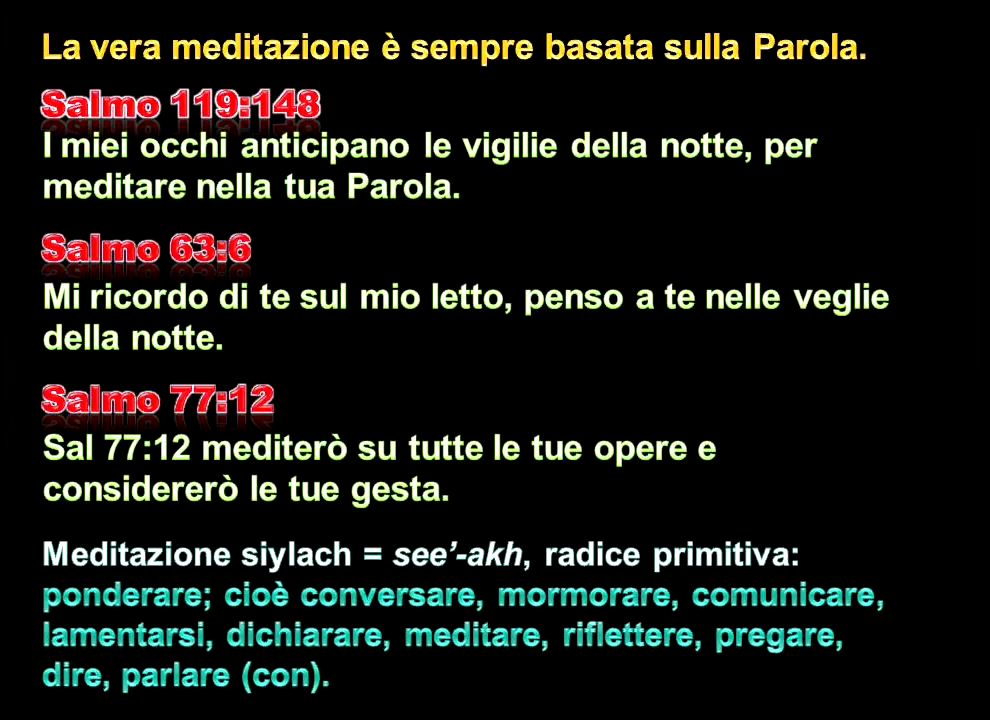 La vera meditazione è sempre basata sulla Parola.
Salmo 119:148
I miei occhi anticipano le vigilie della notte, per
meditare nella tua Parola.
Salmo 63:6
Mi ricordo di te sul mio letto, penso a te nelle veglie
della notte.
Salmo 77:12
Sal 77:12 mediterò su tutte le tue opere e
considererò le tue gesta.
Meditazione siylach = see’-akh, radice primitiva:
ponderare; cioè conversare, mormorare, comunicare,
lamentarsi, dichiarare, meditare, riflettere, pregare,
dire, parlare (con).